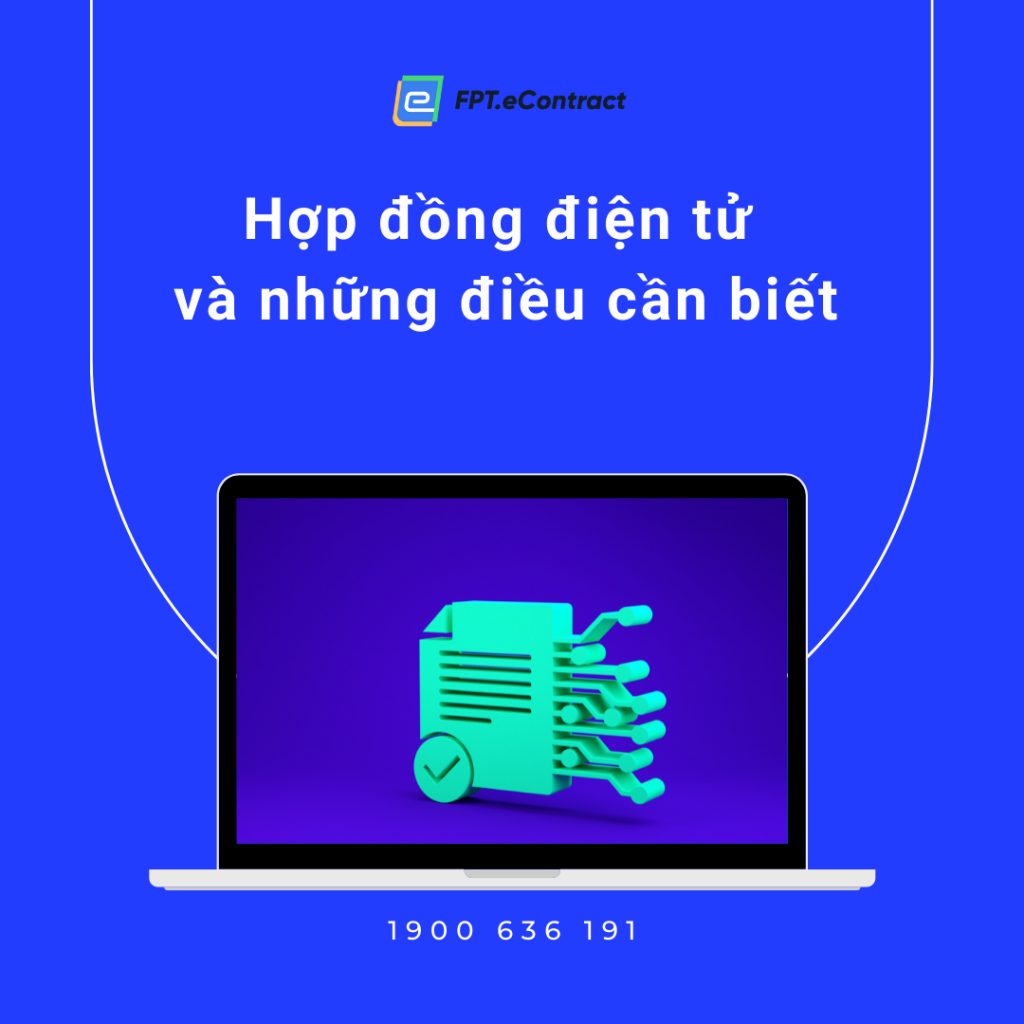 FPT.eContract
Hợp đồng điện tử
và những điều cần biết
1900 636 191